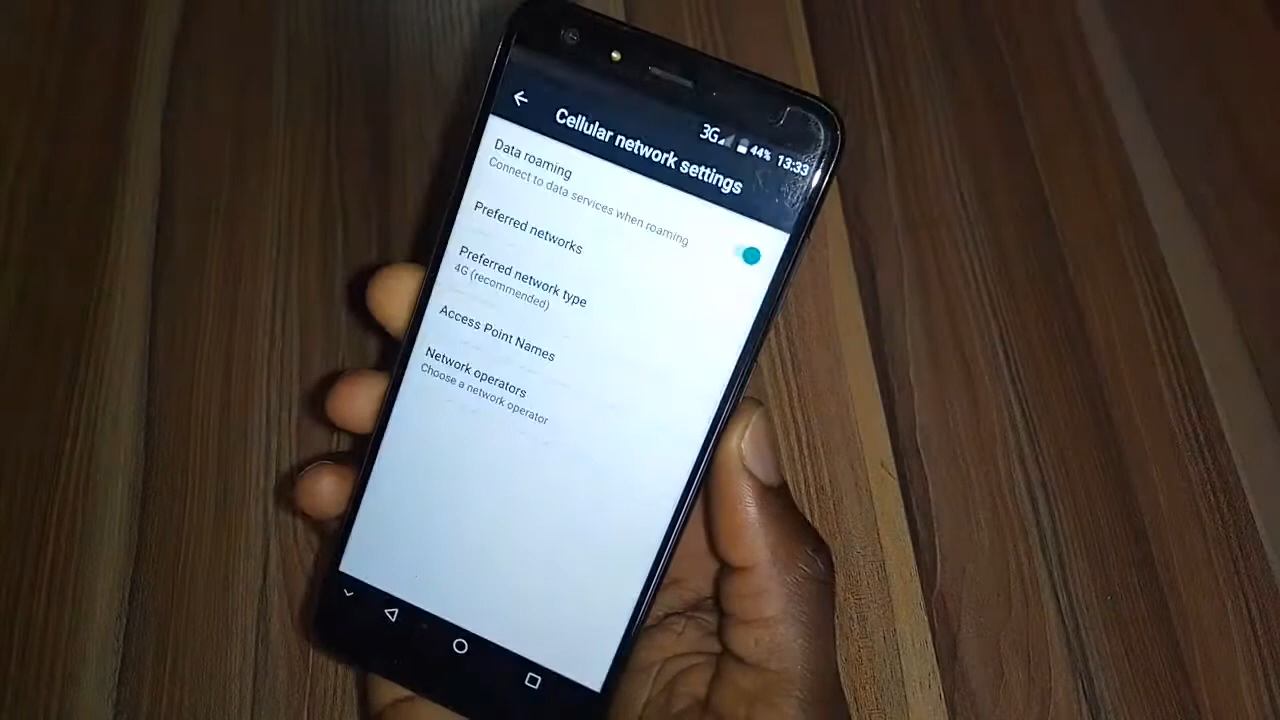 3G 44% 13:33
Cellular network settings
Data roaming
Connect to data services when roaming
Preferred networks
Preferred network type
4G (recommended)
Access Point Names
Network operators
Choose a network operator